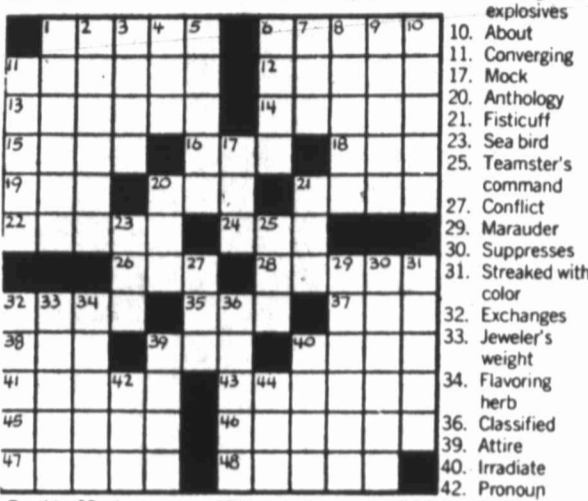 1 2 3 4 5 6 7 8 9 10
11 12
13 14
15 16 17 18
19 20 21
22 23 24 25
26 27 28 29 30 31
32 33 34 35 36 37
38 39 40
41 42 43 44
45 46
47 48
explosives
10. About
11. Converging
17. Mock
20. Anthology
21. Fisticuff
23. Sea bird
25. Teamster's
command
27. Conflict
29. Marauder
30. Suppresses
31. Streaked with
color
32. Exchanges
33. Jeweler's
weight
34. Flavoring
herb
36. Classified
39. Attire
40. Irradiate
42. Pronoun